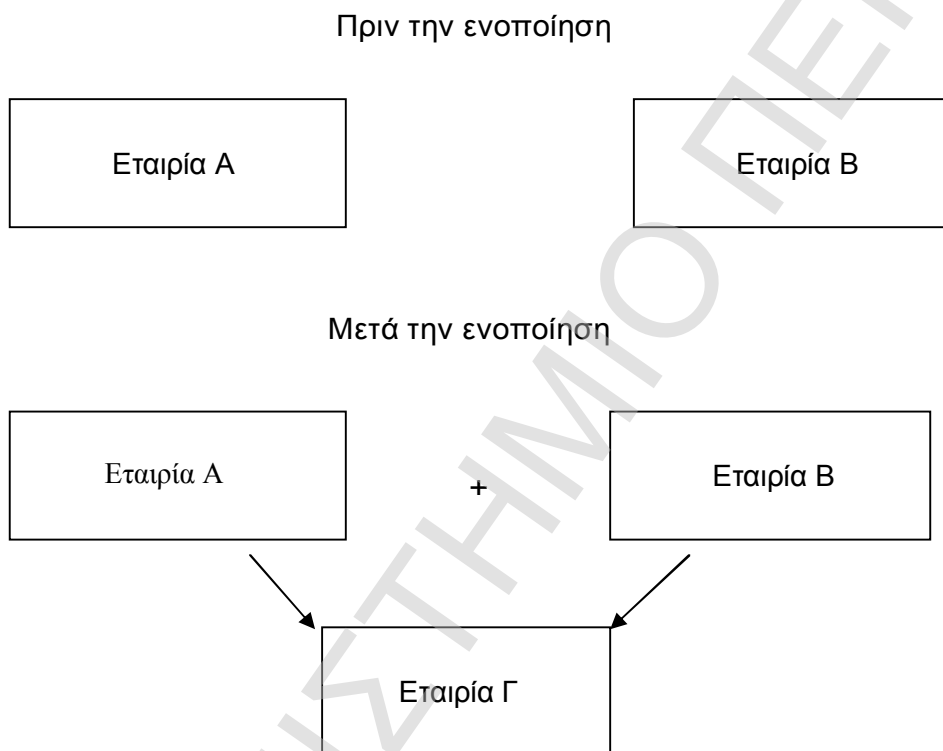 Πριν την ενοποίηση
Εταιρία Α
Εταιρία Β
Μετά την ενοποίηση
Εταιρία Α
+
Εταιρία Β
Εταιρία Γ